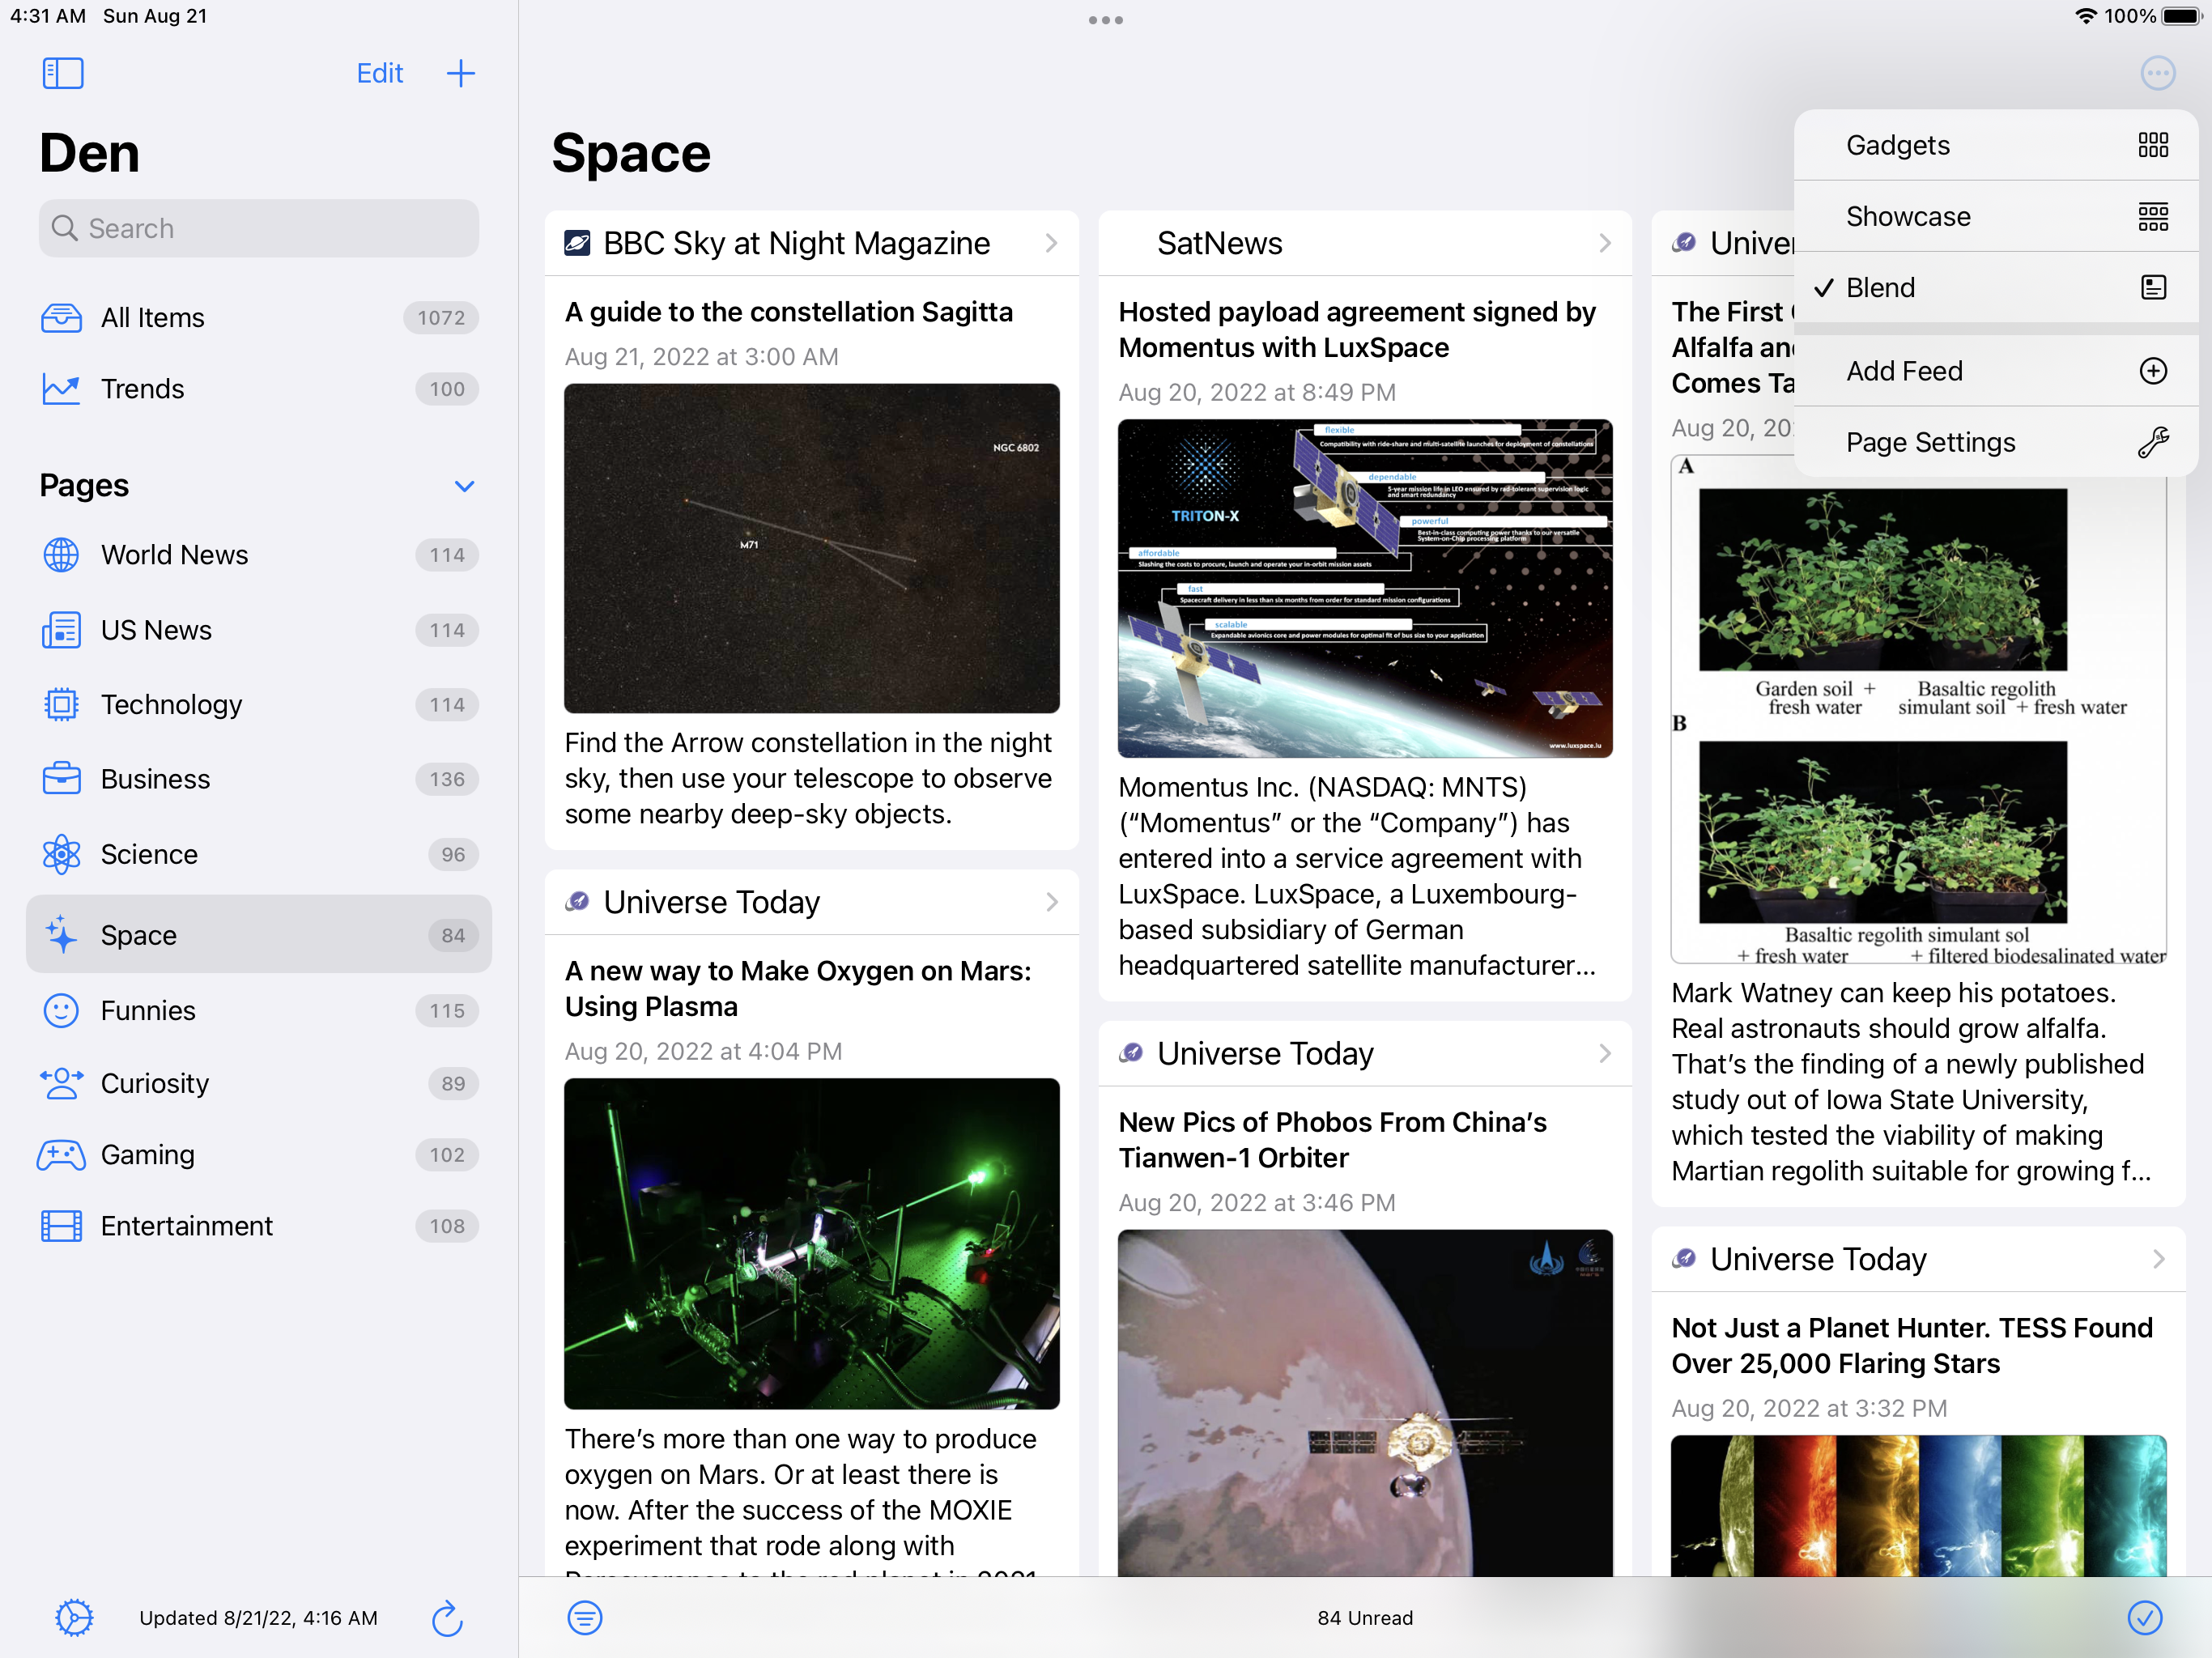 4:31 AM Sun Aug 21
100%
Edit
Den
Search
All Items 1072
Trends 100
Pages
World News 114
US News 114
Technology 114
Business 136
Science 96
Space 84
Funnies 115
Curiosity 89
Gaming 102
Entertainment 108
Updated 8/21/22, 4:16 AM
Space
BBC Sky at Night Magazine
A guide to the constellation Sagitta
Aug 21, 2022 at 3:00 AM
NGC 6802
M71
Find the Arrow constellation in the night
sky, then use your telescope to observe
some nearby deep-sky objects.
Universe Today
A new way to Make Oxygen on Mars:
Using Plasma
Aug 20, 2022 at 4:04 PM
There's more than one way to produce
oxygen on Mars. Or at least there is
now. After the success of the MOXIE
experiment that rode along with
Perseverance to the red planet in 2021,
SatNews
Hosted payload agreement signed by
Momentus with LuxSpace
Aug 20, 2022 at 8:49 PM
flexible
Compatibility with ride-share and multi-satellite launches for deployment of constellations
TRITON-X
dependable
5-year mission life in LEO ensured by rad-tolerant supervision logic
and smart redundancy
powerful
Best-in-class computing power thanks to our versatile
System-on-Chip processing platform
affordable
Slashing the costs to procure, launch and operate your in-orbit mission assets
fast
Spacecraft delivery in less than six months from order for standard mission configurations
scalable
Expandable avionics core and power modules for optimal fit of bus size to your application
www.luxspace.lu
Momentus Inc. (NASDAQ: MNTS)
(“Momentus” or the “Company”) has
entered into a service agreement with
LuxSpace. LuxSpace, a Luxembourg-
based subsidiary of German
headquartered satellite manufacturer...
Universe Today
New Pics of Phobos From China’s
Tianwen-1 Orbiter
Aug 20, 2022 at 3:46 PM
Univer
The First
Alfalfa an
Comes Ta
Aug 20, 20
A
Garden soil + Basaltic regolith
fresh water simulant soil + fresh water
B
Basaltic regolith simulant sol
+ fresh water + filtered biodesalinated water
Mark Watney can keep his potatoes.
Real astronauts should grow alfalfa.
That’s the finding of a newly published
study out of Iowa State University,
which tested the viability of making
Martian regolith suitable for growing f...
Universe Today
Not Just a Planet Hunter. TESS Found
Over 25,000 Flaring Stars
Aug 20, 2022 at 3:32 PM
Gadgets
Showcase
Blend
Add Feed
Page Settings
84 Unread